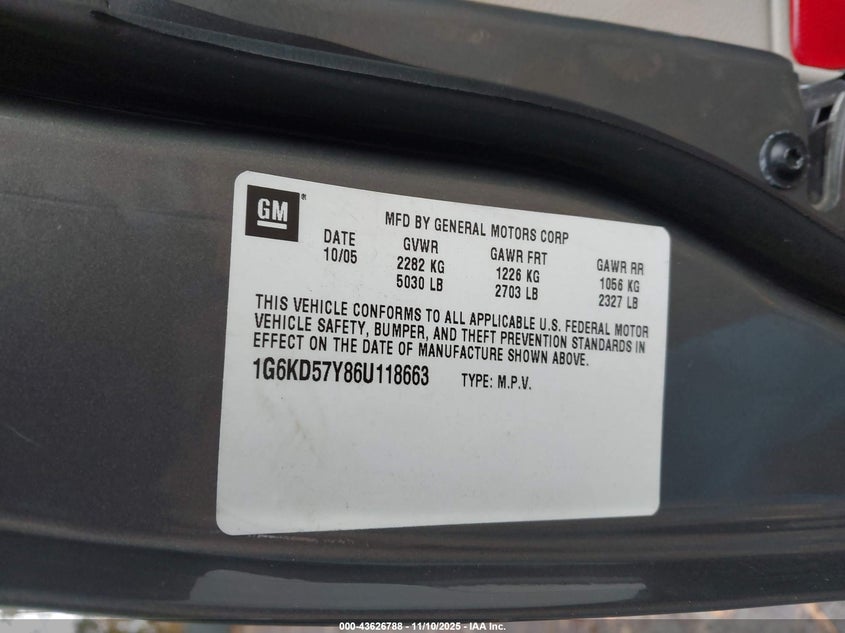 GM®
MFD BY GENERAL MOTORS CORP
DATE GVWR GAWR FRT GAWR RR
10/05 2282 KG 1226 KG 1056 KG
5030 LB 2703 LB 2327 LB
THIS VEHICLE CONFORMS TO ALL APPLICABLE U.S. FEDERAL MOTOR
VEHICLE SAFETY, BUMPER, AND THEFT PREVENTION STANDARDS IN
EFFECT ON THE DATE OF MANUFACTURE SHOWN ABOVE.
1G6KD57Y86U118663 TYPE: M.P.V.
000-43626788 - 11/10/2025 - IAA Inc.